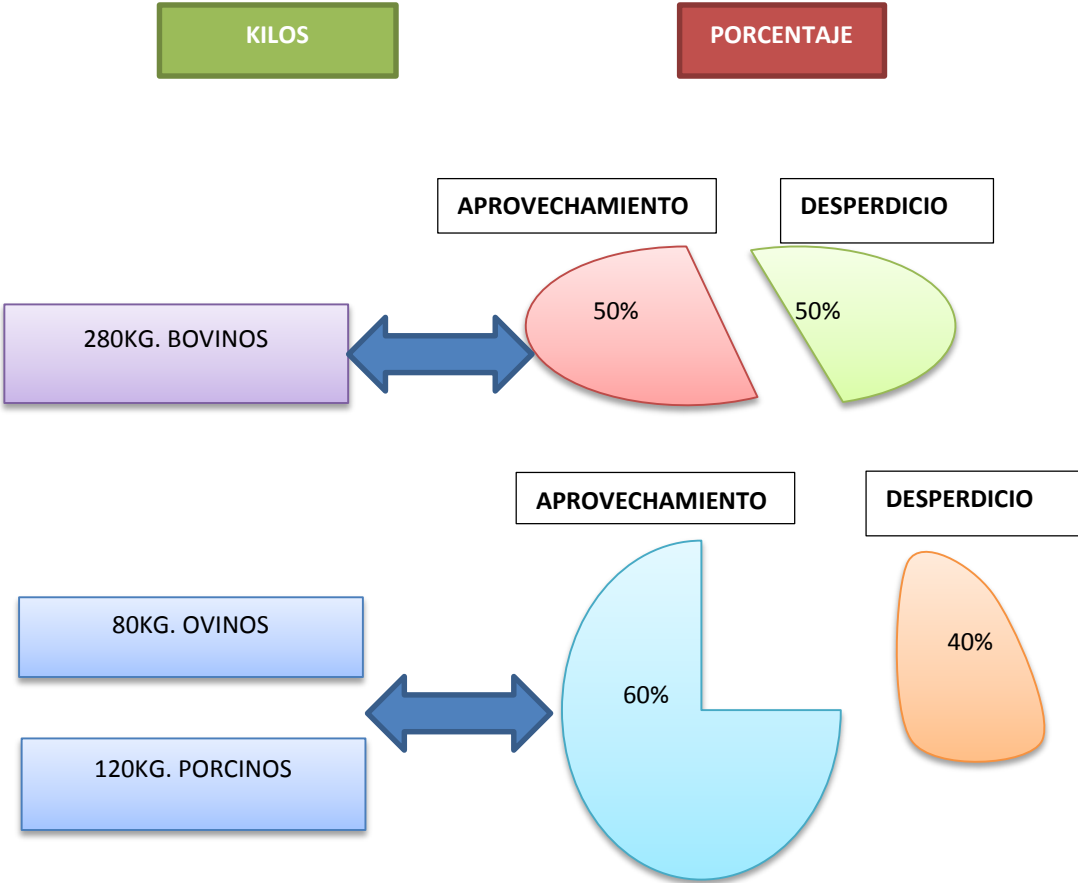 KILOS
PORCENTAJE
APROVECHAMIENTO
DESPERDICIO
50%
50%
280KG. BOVINOS
APROVECHAMIENTO
DESPERDICIO
80KG. OVINOS
40%
60%
120KG. PORCINOS